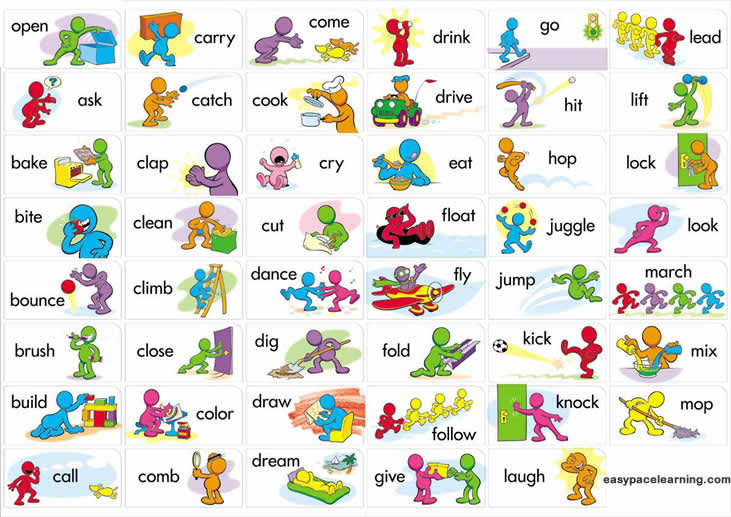 open
carry
come
drink
go
lead
ask
catch
cook
drive
hit
lift
bake
clap
cry
eat
hop
lock
bite
clean
cut
float
juggle
look
bounce
climb
dance
fly
jump
march
brush
close
dig
fold
kick
mix
build
color
draw
follow
knock
mop
call
comb
dream
give
laugh
easypacelearning.com